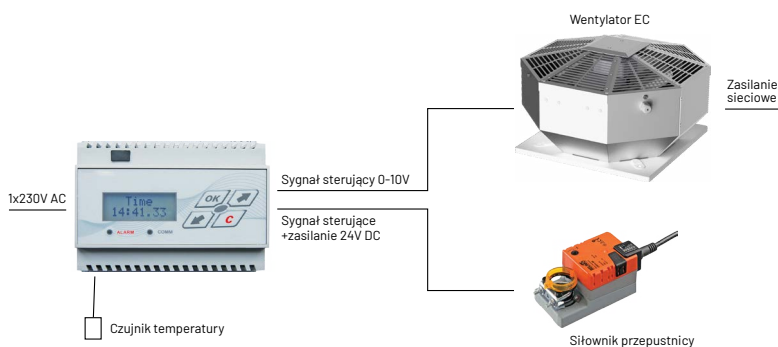 Wentylator EC
Zasilanie
sieciowe
Sygnał sterujący 0-10V
1x230V AC
Time
14:41.33
OK
C
ALARM
COMM
Sygnał sterujące
+zasilanie 24V DC
Czujnik temperatury
Siłownik przepustnicy